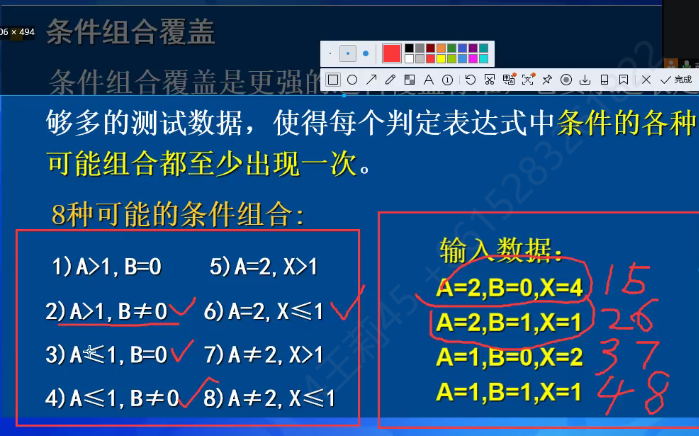 06 × 494
条件组合覆盖
完成
条件组合覆盖是更强的
够多的测试数据，使得每个判定表达式中条件的各种
可能组合都至少出现一次。
8种可能的条件组合:
1)A>1,B=0 5)A=2,X>1
2)A>1,B≠0 6)A=2,X≤1
3)A≤1,B=0 7)A≠2,X>1
4)A≤1,B≠0 8)A≠2,X≤1
输入数据:
A=2,B=0,X=4 15
A=2,B=1,X=1 26
A=1,B=0,X=2 37
A=1,B=1,X=1 48